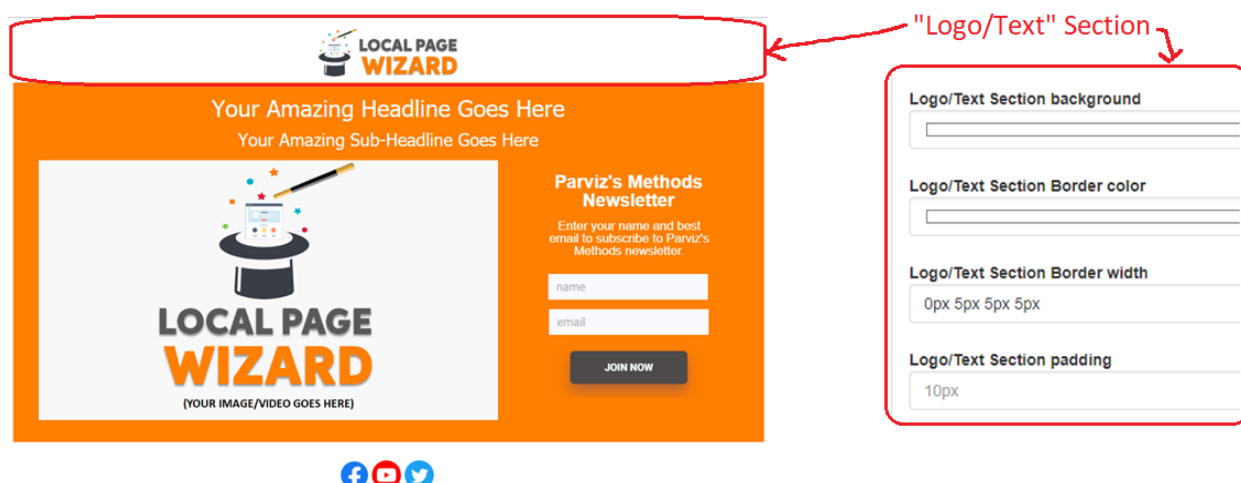 "Logo/Text" Section
LOCAL PAGE
WIZARD
Your Amazing Headline Goes Here
Your Amazing Sub-Headline Goes Here
LOCAL PAGE
WIZARD
(YOUR IMAGE/VIDEO GOES HERE)
Parviz's Methods
Newsletter
Enter your name and best
email to subscribe to Parviz's
Methods newsletter.
name
email
JOIN NOW
Logo/Text Section background
Logo/Text Section Border color
Logo/Text Section Border width
0px 5px 5px 5px
Logo/Text Section padding
10px